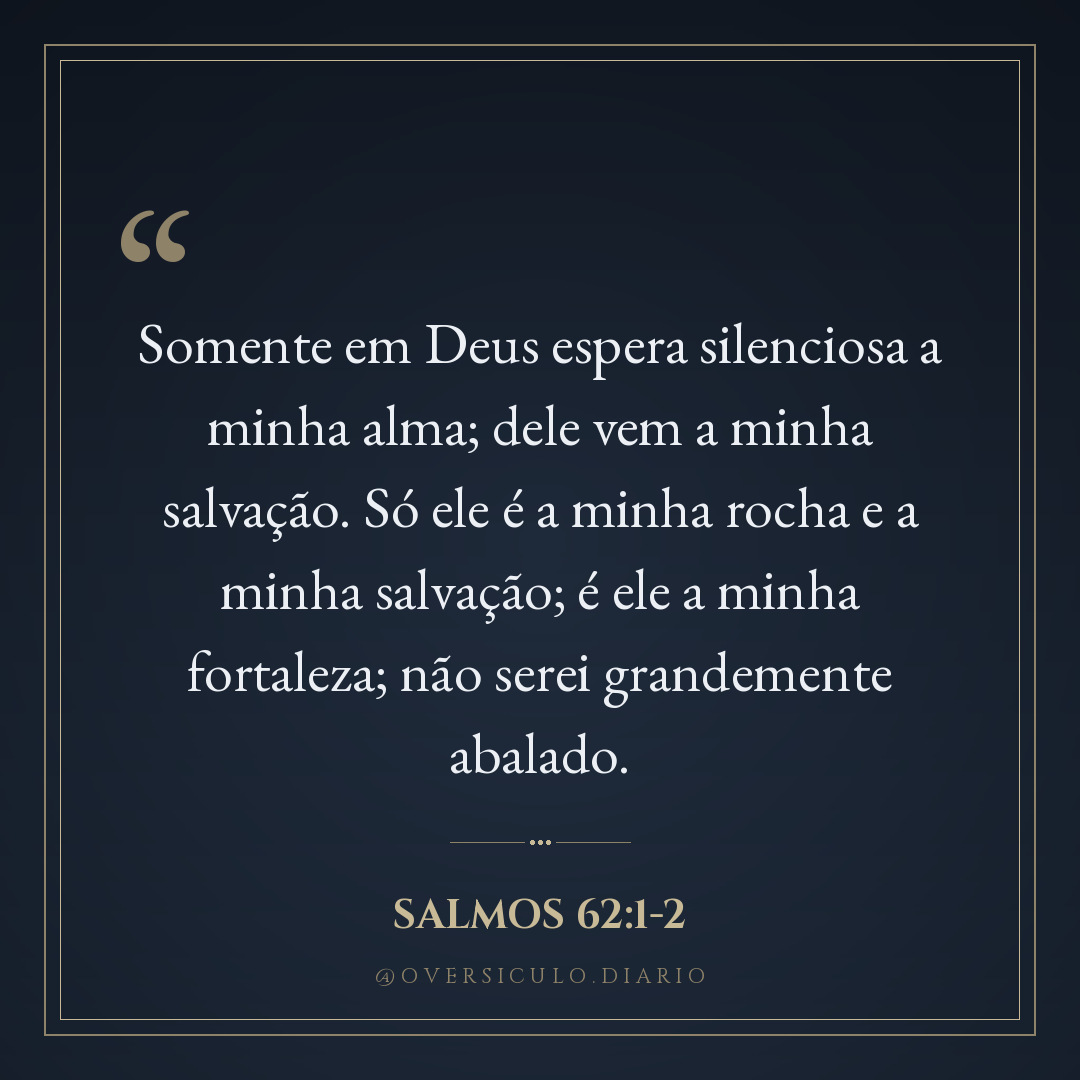 “
Somente em Deus espera silenciosa a
minha alma; dele vem a minha
salvação. Só ele é a minha rocha e a
minha salvação; é ele a minha
fortaleza; não serei grandemente
abalado.
SALMOS 62:1-2
@OVERSICULO.DIARIO